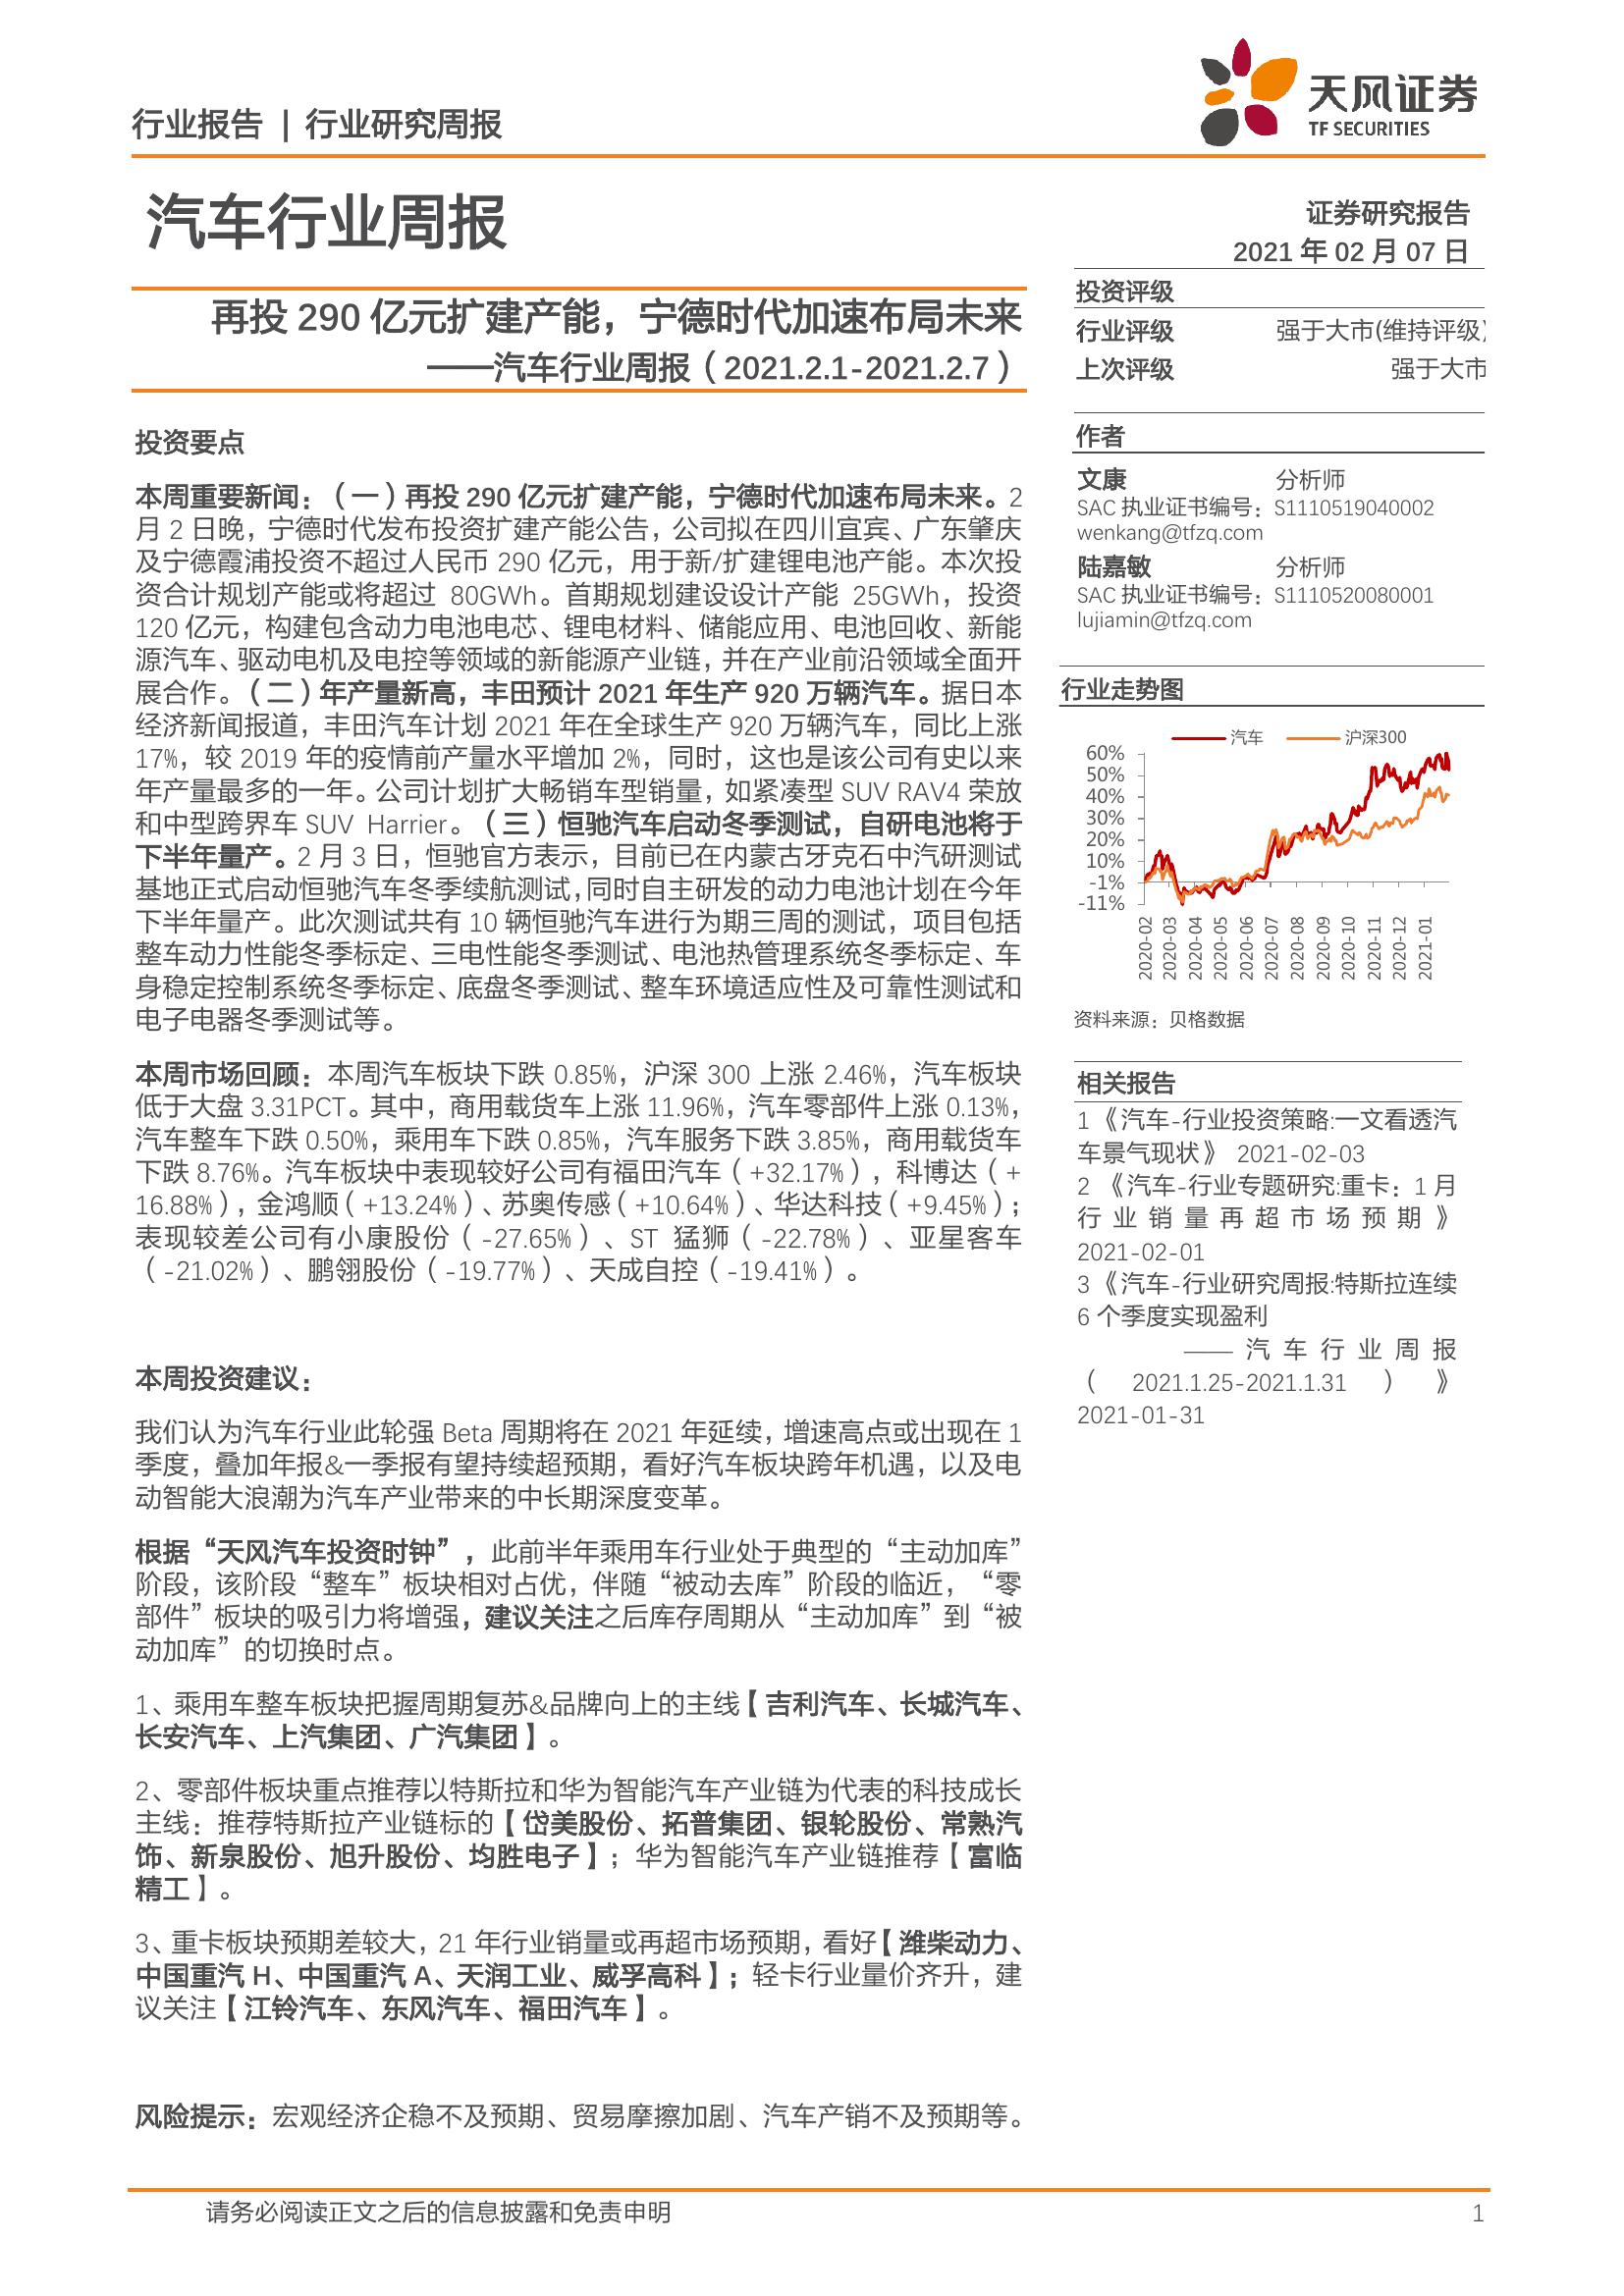 行业报告 | 行业研究周报
天风证券
TF SECURITIES
汽车行业周报
证券研究报告
2021 年 02 月 07 日
再投 290 亿元扩建产能，宁德时代加速布局未来
——汽车行业周报（2021.2.1-2021.2.7）
投资要点
本周重要新闻：（一）再投 290 亿元扩建产能，宁德时代加速布局未来。2
月 2 日晚，宁德时代发布投资扩建产能公告，公司拟在四川宜宾、广东肇庆
及宁德霞浦投资不超过人民币 290 亿元，用于新/扩建锂电池产能。本次投
资合计规划产能或将超过 80GWh。首期规划建设设计产能 25GWh，投资
120 亿元，构建包含动力电池电芯、锂电材料、储能应用、电池回收、新能
源汽车、驱动电机及电控等领域的新能源产业链，并在产业前沿领域全面开
展合作。（二）年产量新高，丰田预计 2021 年生产 920 万辆汽车。据日本
经济新闻报道，丰田汽车计划 2021 年在全球生产 920 万辆汽车，同比上涨
17%，较 2019 年的疫情前产量水平增加 2%，同时，这也是该公司有史以来
年产量最多的一年。公司计划扩大畅销车型销量，如紧凑型 SUV RAV4 荣放
和中型跨界车 SUV Harrier。（三）恒驰汽车启动冬季测试，自研电池将于
下半年量产。2 月 3 日，恒驰官方表示，目前已在内蒙古牙克石中汽研测试
基地正式启动恒驰汽车冬季续航测试，同时自主研发的动力电池计划在今年
下半年量产。此次测试共有 10 辆恒驰汽车进行为期三周的测试，项目包括
整车动力性能冬季标定、三电性能冬季测试、电池热管理系统冬季标定、车
身稳定控制系统冬季标定、底盘冬季测试、整车环境适应性及可靠性测试和
电子电器冬季测试等。
本周市场回顾：本周汽车板块下跌 0.85%，沪深 300 上涨 2.46%，汽车板块
低于大盘 3.31PCT。其中，商用载货车上涨 11.96%，汽车零部件上涨 0.13%，
汽车整车下跌 0.50%，乘用车下跌 0.85%，汽车服务下跌 3.85%，商用载货车
下跌 8.76%。汽车板块中表现较好公司有福田汽车（+32.17%），科博达（+
16.88%），金鸿顺（+13.24%）、苏奥传感（+10.64%）、华达科技（+9.45%）；
表现较差公司有小康股份（-27.65%）、ST 猛狮（-22.78%）、亚星客车
（-21.02%）、鹏翎股份（-19.77%）、天成自控（-19.41%）。
本周投资建议：
我们认为汽车行业此轮强 Beta 周期将在 2021 年延续，增速高点或出现在 1
季度，叠加年报&一季报有望持续超预期，看好汽车板块跨年机遇，以及电
动智能大浪潮为汽车产业带来的中长期深度变革。
根据“天风汽车投资时钟”，此前半年乘用车行业处于典型的“主动加库”
阶段，该阶段“整车”板块相对占优，伴随“被动去库”阶段的临近，“零
部件”板块的吸引力将增强，建议关注之后库存周期从“主动加库”到“被
动加库”的切换时点。
1、乘用车整车板块把握周期复苏&品牌向上的主线【吉利汽车、长城汽车、
长安汽车、上汽集团、广汽集团】。
2、零部件板块重点推荐以特斯拉和华为智能汽车产业链为代表的科技成长
主线：推荐特斯拉产业链标的【岱美股份、拓普集团、银轮股份、常熟汽
饰、新泉股份、旭升股份、均胜电子】；华为智能汽车产业链推荐【富临
精工】。
3、重卡板块预期差较大，21 年行业销量或再超市场预期，看好【潍柴动力、
中国重汽 H、中国重汽 A、天润工业、威孚高科】；轻卡行业量价齐升，建
议关注【江铃汽车、东风汽车、福田汽车】。
风险提示：宏观经济企稳不及预期、贸易摩擦加剧、汽车产销不及预期等。
投资评级
行业评级 强于大市(维持评级)
上次评级 强于大市
作者
文康 分析师
SAC 执业证书编号：S1110519040002
wenkang@tfzq.com
陆嘉敏 分析师
SAC 执业证书编号：S1110520080001
lujiamin@tfzq.com
行业走势图
汽车 沪深300
60%
50%
40%
30%
20%
10%
-1%
-11%
2020-02 2020-03 2020-04 2020-05 2020-06 2020-07 2020-08 2020-09 2020-10 2020-11 2020-12 2021-01
资料来源：贝格数据
相关报告
1 《汽车-行业投资策略:一文看透汽
车景气现状》 2021-02-03
2 《汽车-行业专题研究:重卡：1 月
行业销量再超市场预期》
2021-02-01
3 《汽车-行业研究周报:特斯拉连续
6 个季度实现盈利
——汽车行业周报
（2021.1.25-2021.1.31）》
2021-01-31
请务必阅读正文之后的信息披露和免责申明 1